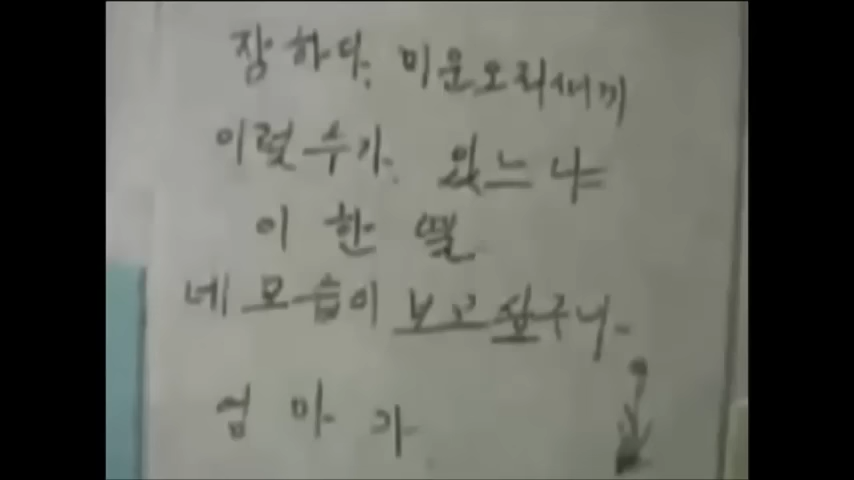 장하다. 미운오리새끼
이럴수가. 있느냐
이 한 딸
네 모습이 보고싶구나.
엄마가